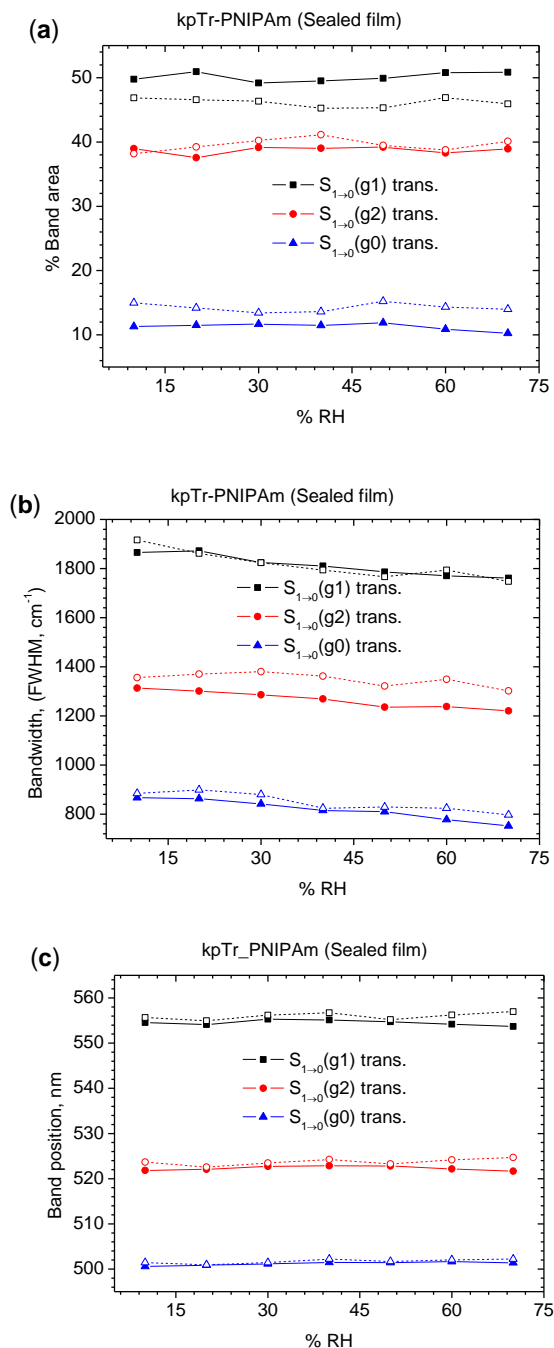 (a)
kpTr-PNIPAm (Sealed film)
50
40
30
20
10
% Band area
S1→0(g1) trans.
S1→0(g2) trans.
S1→0(g0) trans.
15 30 45 60 75
% RH
(b)
kpTr-PNIPAm (Sealed film)
2000
1800
1600
1400
1200
1000
800
Bandwidth, (FWHM, cm-1)
S1→0(g1) trans.
S1→0(g2) trans.
S1→0(g0) trans.
15 30 45 60 75
% RH
(c)
kpTr_PNIPAm (Sealed film)
560
550
540
530
520
510
500
Band position, nm
S1→0(g1) trans.
S1→0(g2) trans.
S1→0(g0) trans.
15 30 45 60 75
% RH